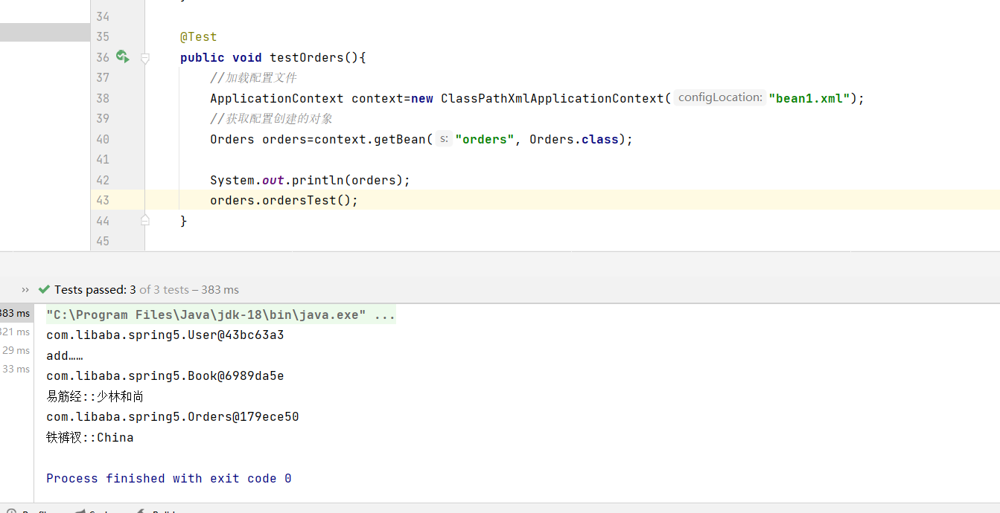 34
35 @Test
36 public void testOrders(){
37 //加载配置文件
38 ApplicationContext context=new ClassPathXmlApplicationContext( configLocation: "bean1.xml");
39 //获取配置创建的对象
40 Orders orders=context.getBean( s: "orders", Orders.class);
41
42 System.out.println(orders);
43 orders.ordersTest();
44 }
45
›› Tests passed: 3 of 3 tests – 383 ms
383 ms "C:\Program Files\Java\jdk-18\bin\java.exe" ...
321 ms com.libaba.spring5.User@43bc63a3
add……
29 ms com.libaba.spring5.Book@6989da5e
33 ms 易筋经::少林和尚
com.libaba.spring5.Orders@179ece50
铁裤衩::China
Process finished with exit code 0